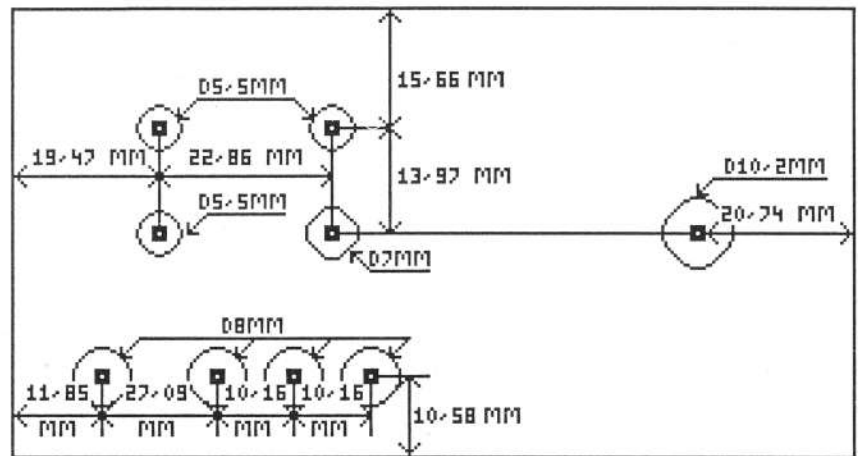 15/66 MM
D5/5MM
19/47 MM
22/86 MM
13/97 MM
D10/2MM
D5/5MM
20/74 MM
D7MM
D8MM
11/85
27/09
10/16
10/16
MM
MM
MM
MM
10/58 MM